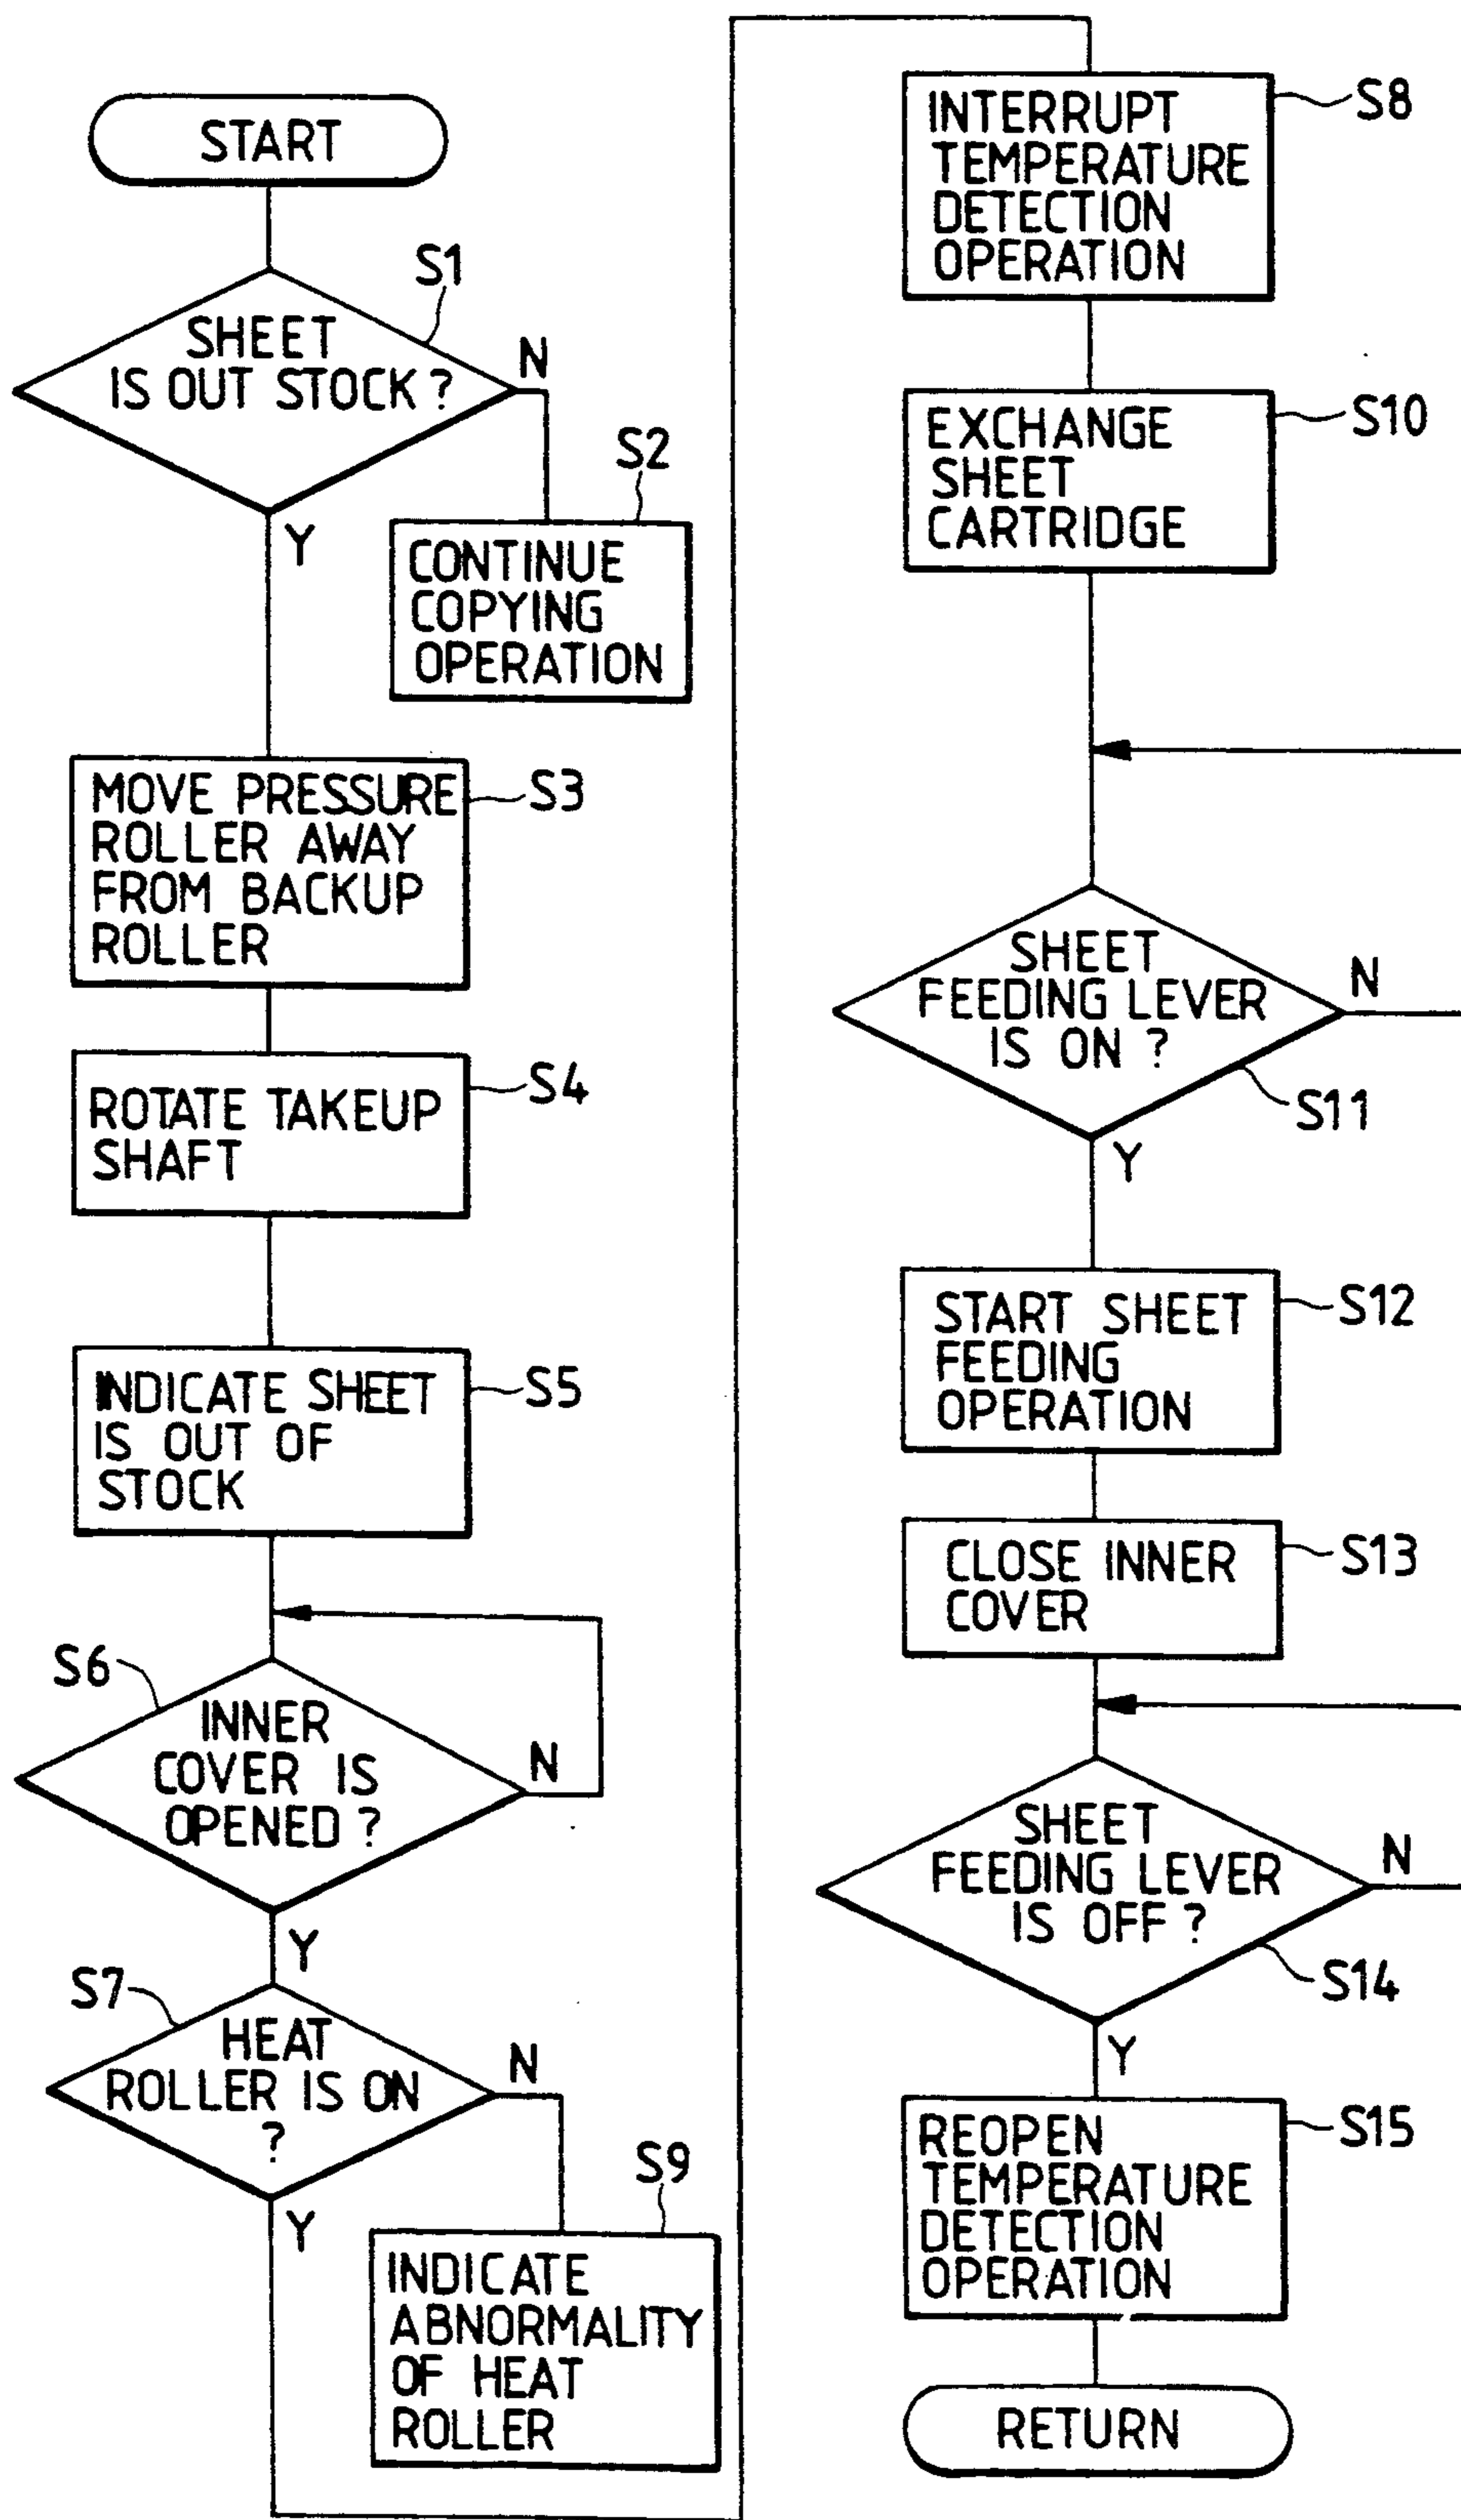 START
S1
SHEET
IS OUT STOCK ?
N
Y
S2
CONTINUE
COPYING
OPERATION
MOVE PRESSURE
ROLLER AWAY
FROM BACKUP
ROLLER
S3
ROTATE TAKEUP
SHAFT
S4
INDICATE SHEET
IS OUT OF
STOCK
S5
S6
INNER
COVER IS
OPENED ?
N
Y
S7
HEAT
ROLLER IS ON
?
N
Y
S9
INDICATE
ABNORMALITY
OF HEAT
ROLLER
INTERRUPT
TEMPERATURE
DETECTION
OPERATION
S8
EXCHANGE
SHEET
CARTRIDGE
S10
SHEET
FEEDING LEVER
IS ON ?
N
S11
Y
START SHEET
FEEDING
OPERATION
S12
CLOSE INNER
COVER
S13
SHEET
FEEDING LEVER
IS OFF ?
N
S14
Y
REOPEN
TEMPERATURE
DETECTION
OPERATION
S15
RETURN